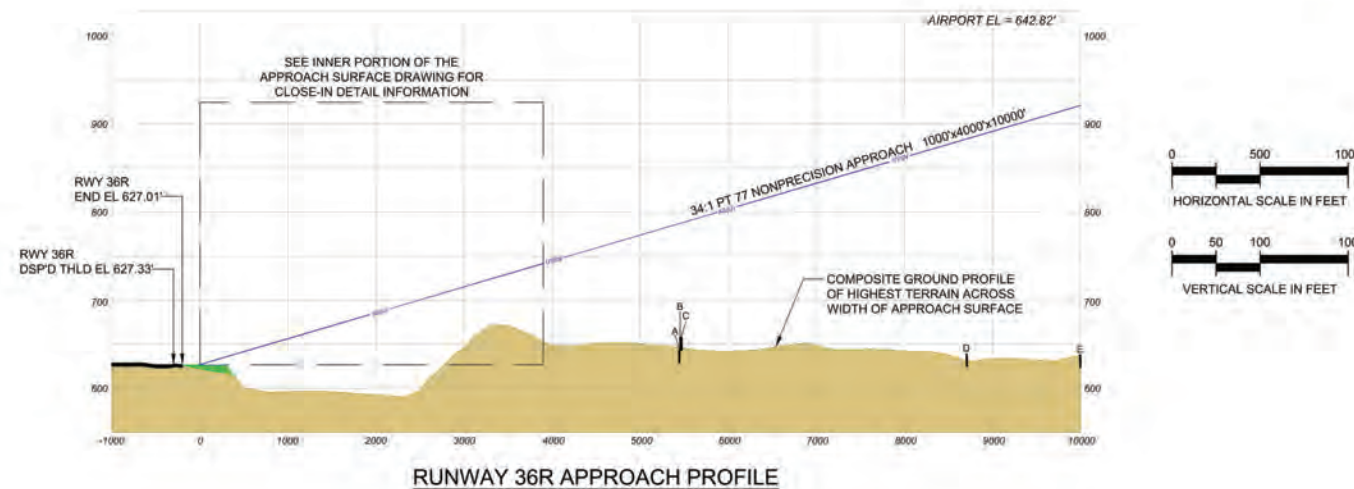 AIRPORT EL = 642.82'
1000
1000
SEE INNER PORTION OF THE
APPROACH SURFACE DRAWING FOR
CLOSE-IN DETAIL INFORMATION
900
900
34:1 PT 77 NONPRECISION APPROACH 1000'x4000'x10000'
RWY 36R
END EL 627.01'
800
800
RWY 36R
DSP'D THLD EL 627.33'
700
700
COMPOSITE GROUND PROFILE
OF HIGHEST TERRAIN ACROSS
WIDTH OF APPROACH SURFACE
B
C
A
D
E
600
600
-1000 0 1000 2000 3000 4000 5000 6000 7000 8000 9000 10000
RUNWAY 36R APPROACH PROFILE
0 500 100
HORIZONTAL SCALE IN FEET
0 50 100 100
VERTICAL SCALE IN FEET